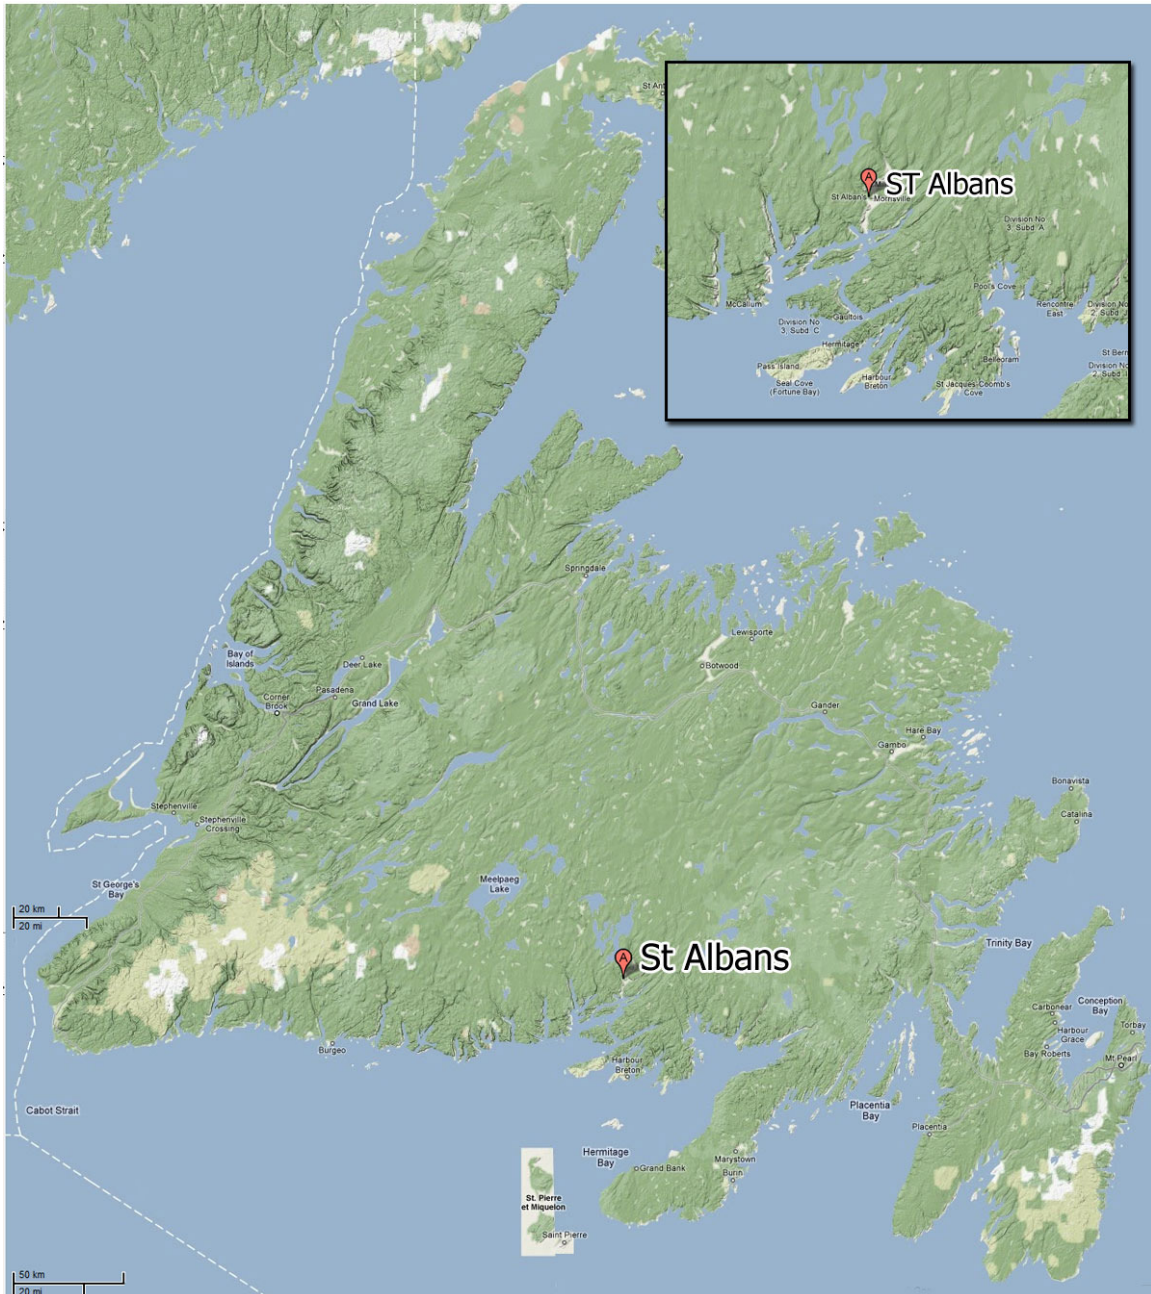 St Ant
A
ST Albans
St Alban's
Morrisville
Division No
3, Subd. A
Pool's Cove
McCallum
Rencontre
East
Division No
2, Subd. J
Gaultois
Division No
3, Subd. C
Hermitage
St Bern
Belleoram
Division No
2, Subd. I
Pass Island
Seal Cove
(Fortune Bay)
Harbour
Breton
St Jacques-Coomb's
Cove
Springdale
Lewisporte
Botwood
Bay of
Islands
Deer Lake
Pasadena
Corner
Brook
Grand Lake
Gander
Hare Bay
Gambo
Bonavista
Catalina
Stephenville
Stephenville
Crossing
St George's
Bay
Meelpaeg
Lake
20 km
20 mi
A
St Albans
Trinity Bay
Conception
Bay
Carbonear
Torbay
Harbour
Grace
Bay Roberts
Mt Pearl
Burgeo
Harbour
Breton
Cabot Strait
Placentia
Bay
Placentia
Hermitage
Bay
Marystown
Grand Bank
Burin
St. Pierre
et Miquelon
Saint Pierre
50 km
20 mi